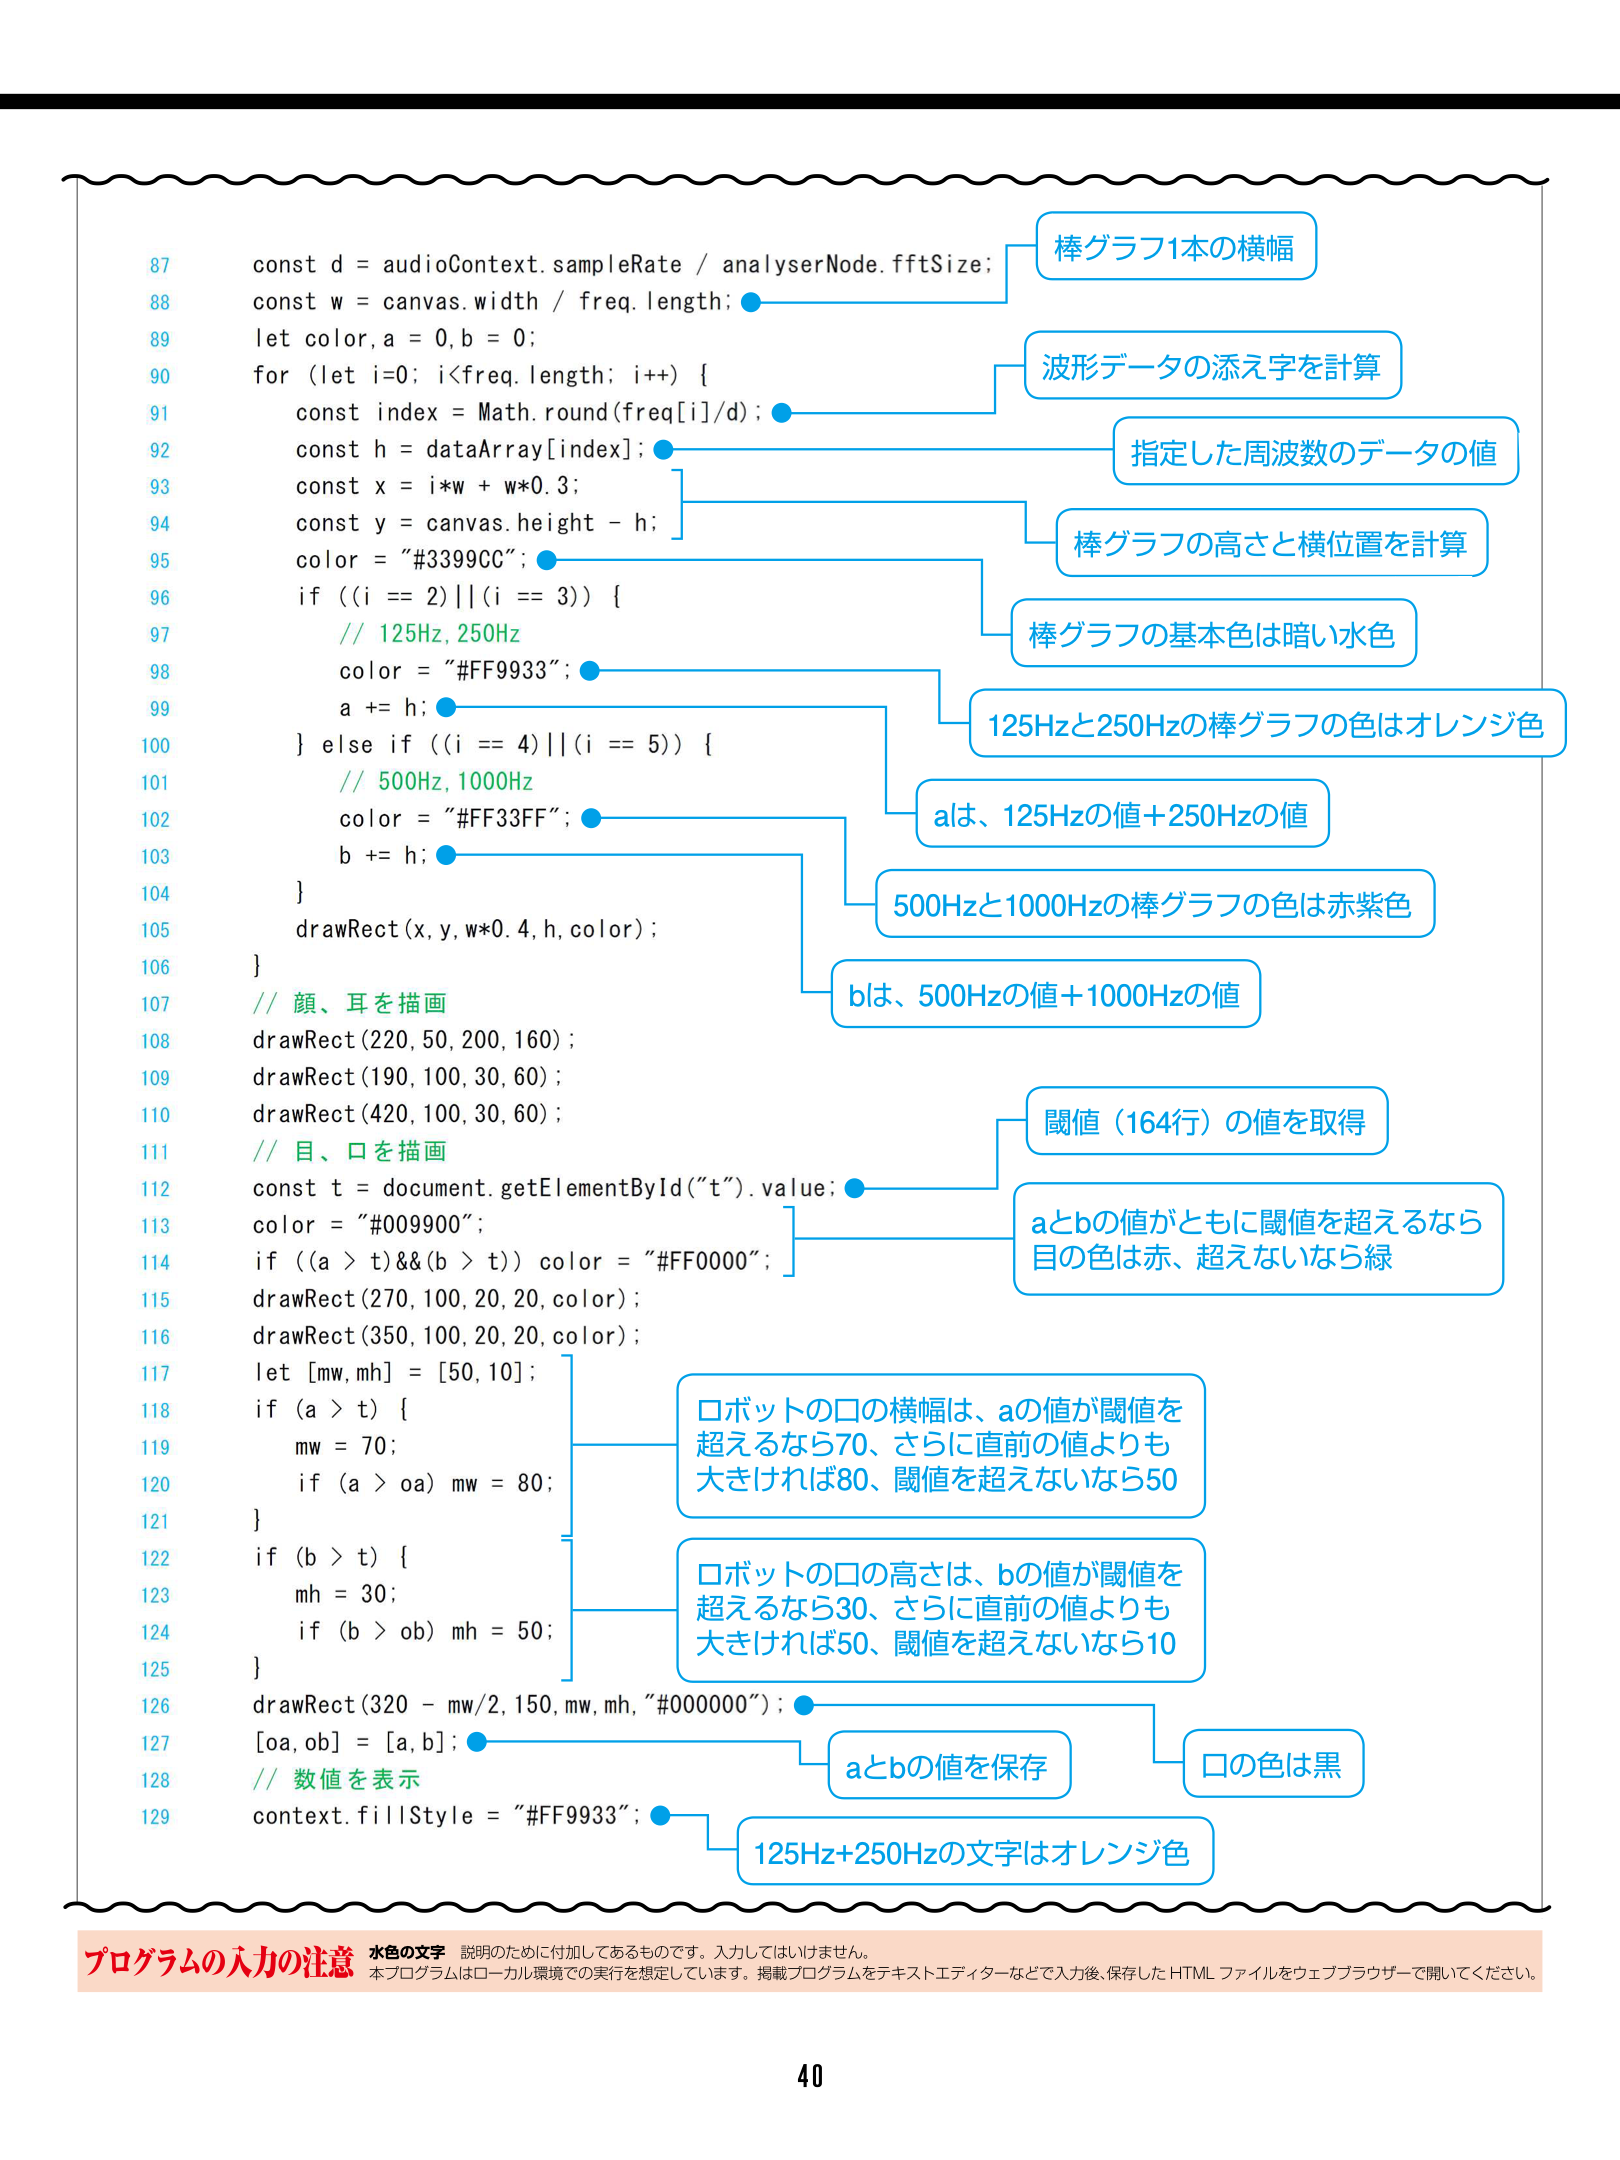 棒グラフ1本の横幅
87 const d = audioContext.sampleRate / analyserNode.fftSize;
88 const w = canvas.width / freq.length;
89 let color,a = 0,b = 0;
波形データの添え字を計算
90 for (let i=0; i<freq.length; i++) {
91 const index = Math.round(freq[i]/d);
指定した周波数のデータの値
92 const h = dataArray[index];
93 const x = i*w + w*0.3;
94 const y = canvas.height - h;
棒グラフの高さと横位置を計算
95 color = "#3399CC";
96 if ((i == 2)||(i == 3)) {
97 // 125Hz,250Hz
棒グラフの基本色は暗い水色
98 color = "#FF9933";
99 a += h;
125Hzと250Hzの棒グラフの色はオレンジ色
100 } else if ((i == 4)||(i == 5)) {
101 // 500Hz,1000Hz
102 color = "#FF33FF";
aは、125Hzの値＋250Hzの値
103 b += h;
104 }
500Hzと1000Hzの棒グラフの色は赤紫色
105 drawRect(x,y,w*0.4,h,color);
106 }
bは、500Hzの値＋1000Hzの値
107 // 顔、耳を描画
108 drawRect(220,50,200,160);
109 drawRect(190,100,30,60);
110 drawRect(420,100,30,60);
閾値（164行）の値を取得
111 // 目、口を描画
112 const t = document.getElementById("t").value;
113 color = "#009900";
114 if ((a > t)&&(b > t)) color = "#FF0000";
aとbの値がともに閾値を超えるなら
目の色は赤、超えないなら緑
115 drawRect(270,100,20,20,color);
116 drawRect(350,100,20,20,color);
117 let [mw,mh] = [50,10];
118 if (a > t) {
119 mw = 70;
120 if (a > oa) mw = 80;
121 }
ロボットの口の横幅は、aの値が閾値を
超えるなら70、さらに直前の値よりも
大きければ80、閾値を超えないなら50
122 if (b > t) {
123 mh = 30;
124 if (b > ob) mh = 50;
125 }
ロボットの口の高さは、bの値が閾値を
超えるなら30、さらに直前の値よりも
大きければ50、閾値を超えないなら10
126 drawRect(320 - mw/2,150,mw,mh,"#000000");
127 [oa,ob] = [a,b];
aとbの値を保存
口の色は黒
128 // 数値を表示
129 context.fillStyle = "#FF9933";
125Hz+250Hzの文字はオレンジ色
プログラムの入力の注意
水色の文字 説明のために付加してあるものです。入力してはいけません。
本プログラムはローカル環境での実行を想定しています。掲載プログラムをテキストエディターなどで入力後、保存した HTML ファイルをウェブブラウザーで開いてください。
40